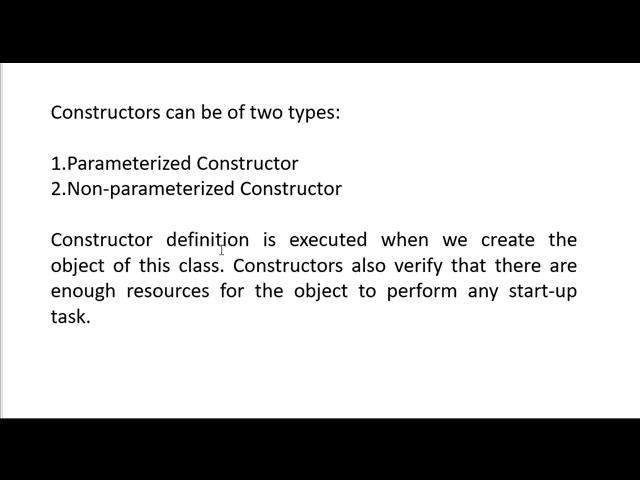 Constructors can be of two types:
1.Parameterized Constructor
2.Non-parameterized Constructor
Constructor definition is executed when we create the
object of this class. Constructors also verify that there are
enough resources for the object to perform any start-up
task.